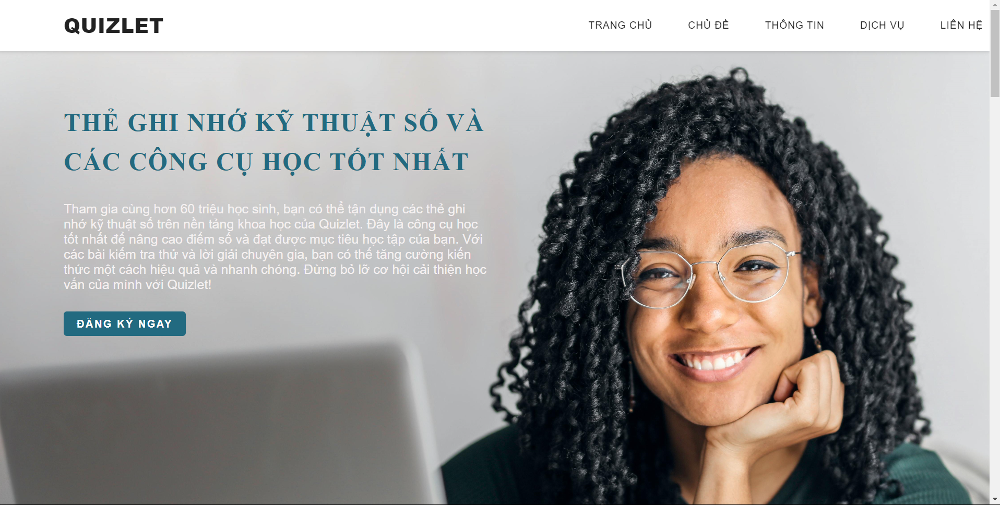 QUIZLET
TRANG CHỦ
CHỦ ĐỀ
THÔNG TIN
DỊCH VỤ
LIÊN HỆ
THẺ GHI NHỚ KỸ THUẬT SỐ VÀ
CÁC CÔNG CỤ HỌC TỐT NHẤT
Tham gia cùng hơn 60 triệu học sinh, bạn có thể tận dụng các thẻ ghi
nhớ kỹ thuật số trên nền tảng khoa học của Quizlet. Đây là công cụ học
tốt nhất để nâng cao điểm số và đạt được mục tiêu học tập của bạn. Với
các bài kiểm tra thử và lời giải chuyên gia, bạn có thể tăng cường kiến
thức một cách hiệu quả và nhanh chóng. Đừng bỏ lỡ cơ hội cải thiện học
vấn của mình với Quizlet!
ĐĂNG KÝ NGAY